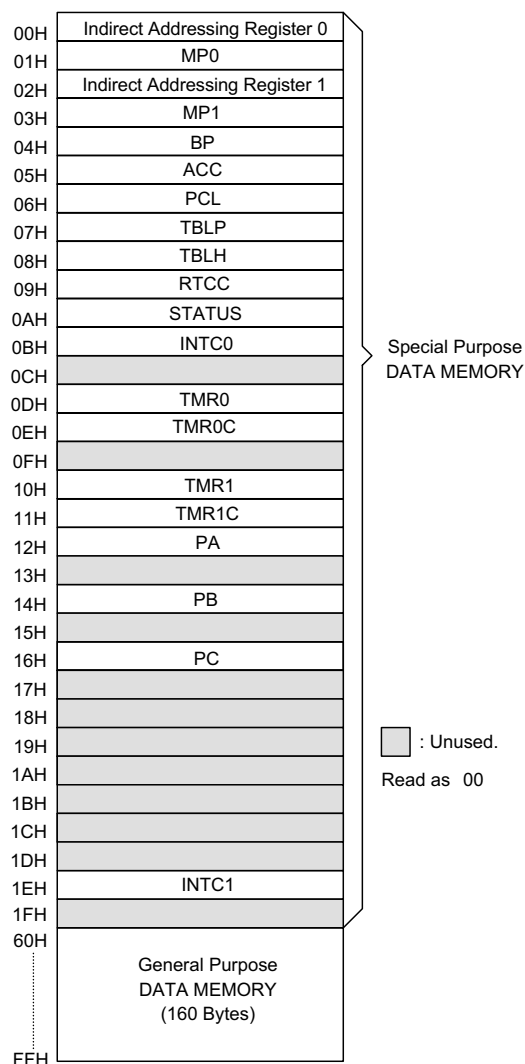 00H Indirect Addressing Register 0
01H MP0
02H Indirect Addressing Register 1
03H MP1
04H BP
05H ACC
06H PCL
07H TBLP
08H TBLH
09H RTCC
0AH STATUS
0BH INTC0
0CH
0DH TMR0
0EH TMR0C
0FH
10H TMR1
11H TMR1C
12H PA
13H
14H PB
15H
16H PC
17H
18H
19H
1AH
1BH
1CH
1DH
1EH INTC1
1FH
60H
General Purpose
DATA MEMORY
(160 Bytes)
FFH
Special Purpose
DATA MEMORY
: Unused.
Read as 00